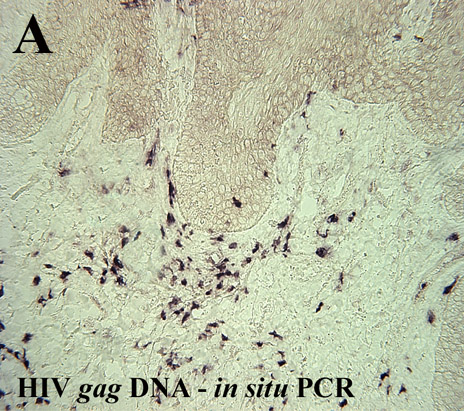 A
HIV gag DNA - in situ PCR